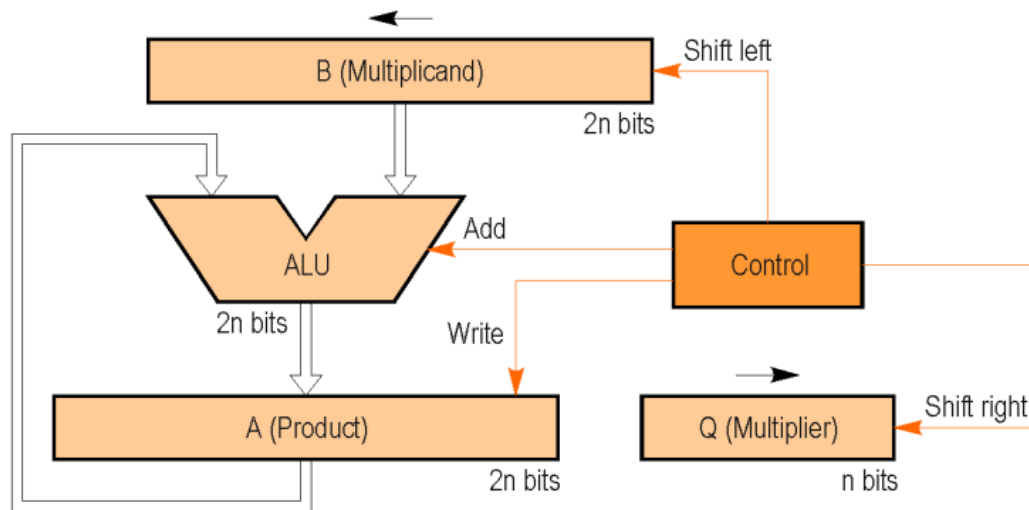 Shift left
B (Multiplicand)
2n bits
Add
ALU
Control
2n bits
Write
A (Product)
Q (Multiplier)
Shift right
2n bits
n bits